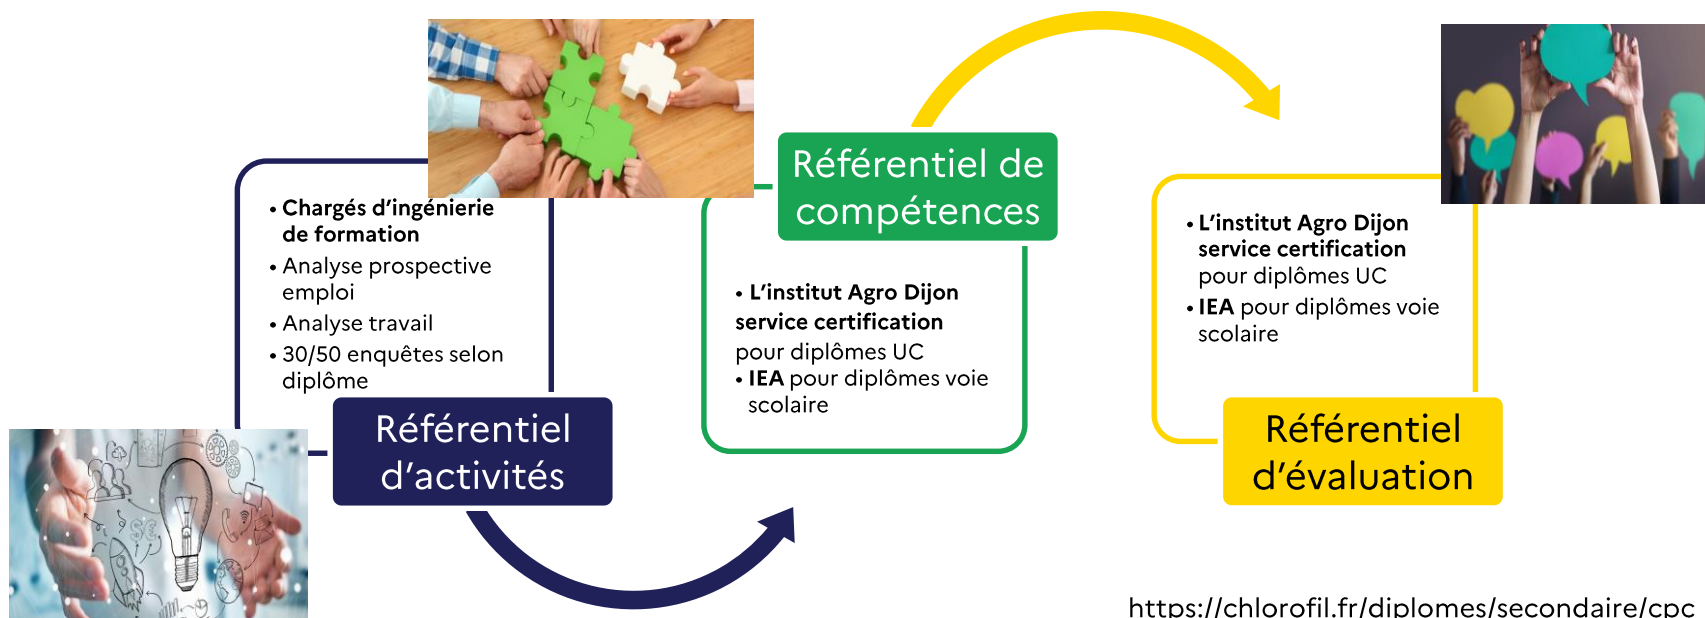 • Chargés d’ingénierie
de formation
• Analyse prospective
emploi
• Analyse travail
• 30/50 enquêtes selon
diplôme
Référentiel
d’activités
Référentiel de
compétences
• L’institut Agro Dijon
service certification
pour diplômes UC
• IEA pour diplômes voie
scolaire
• L’institut Agro Dijon
service certification
pour diplômes UC
• IEA pour diplômes voie
scolaire
Référentiel
d’évaluation
https://chlorofil.fr/diplomes/secondaire/cpc